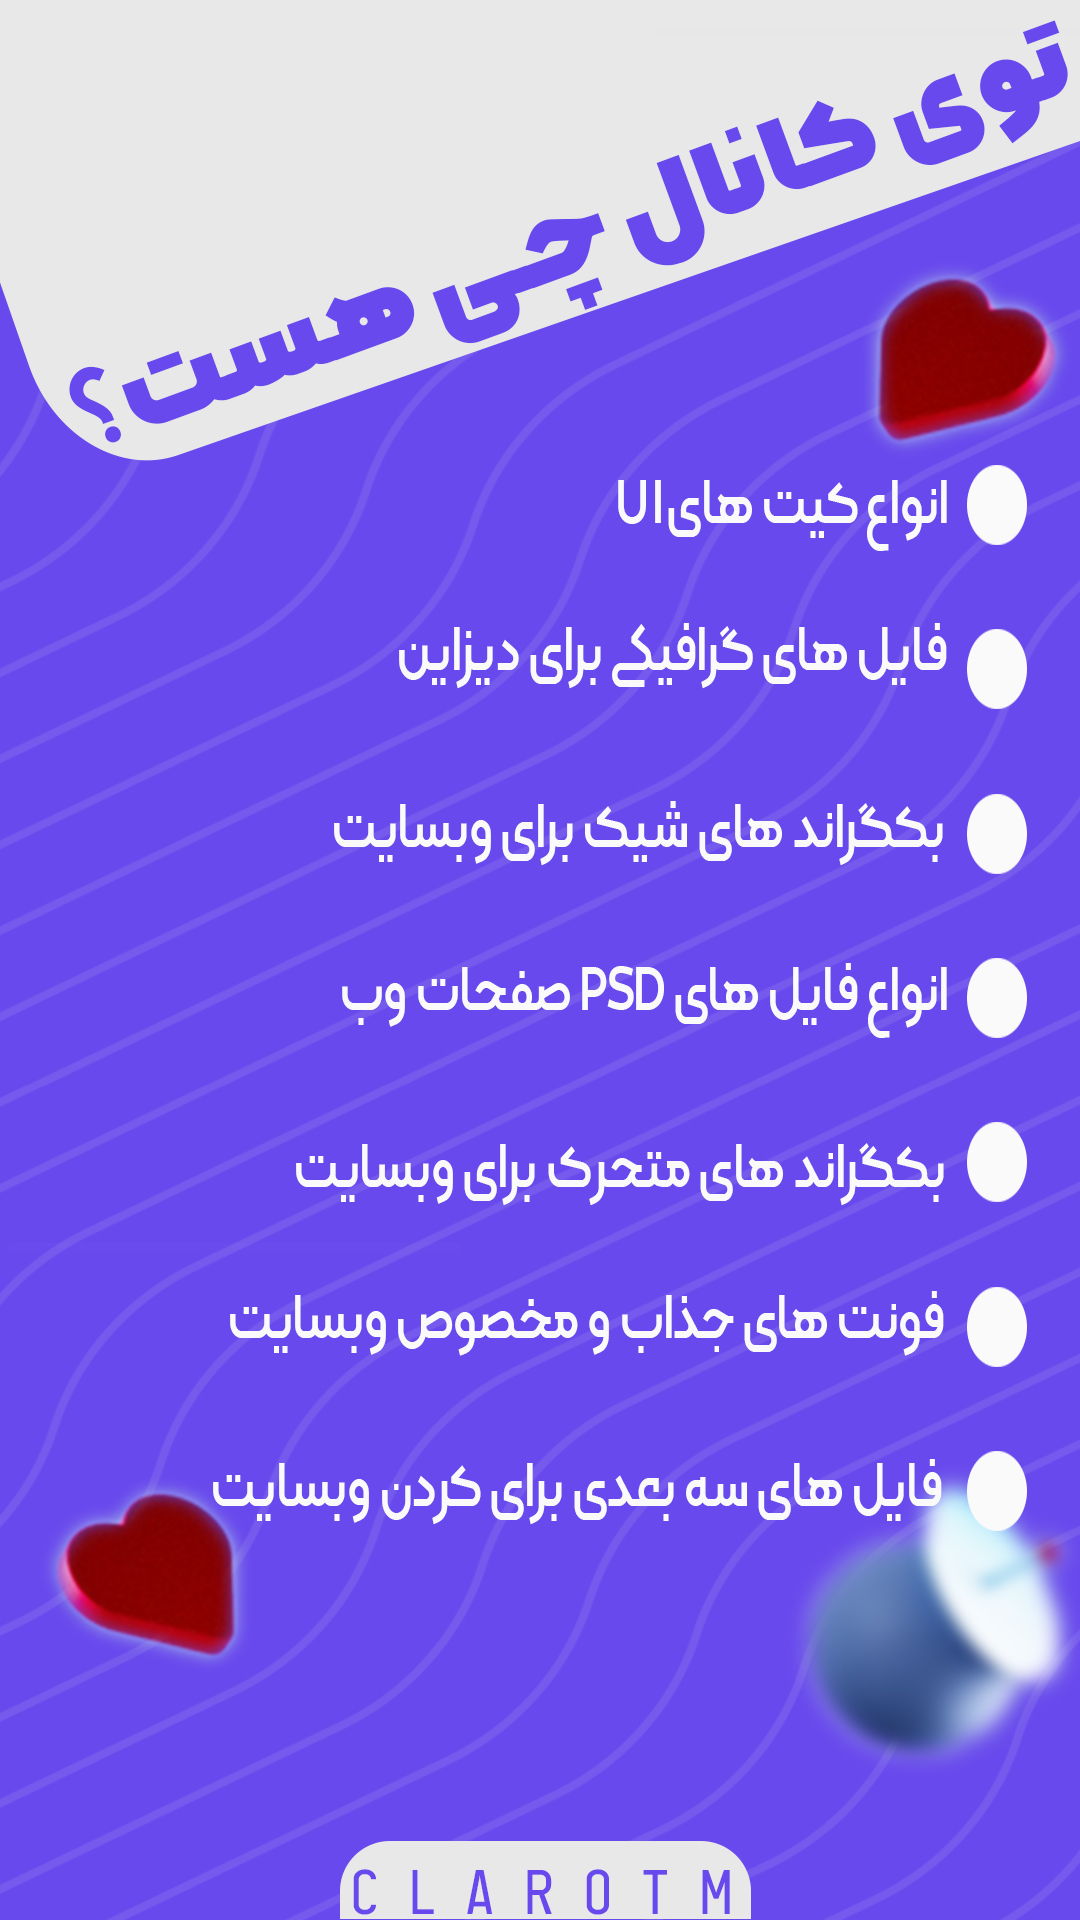 توی کانال چی هست؟
انواع کیت های UI
فایل های گرافیکی برای دیزاین
بکگراند های شیک برای وبسایت
انواع فایل های PSD صفحات وب
بکگراند های متحرک برای وبسایت
فونت های جذاب و مخصوص وبسایت
فایل های سه بعدی برای کردن وبسایت
CLAROTM